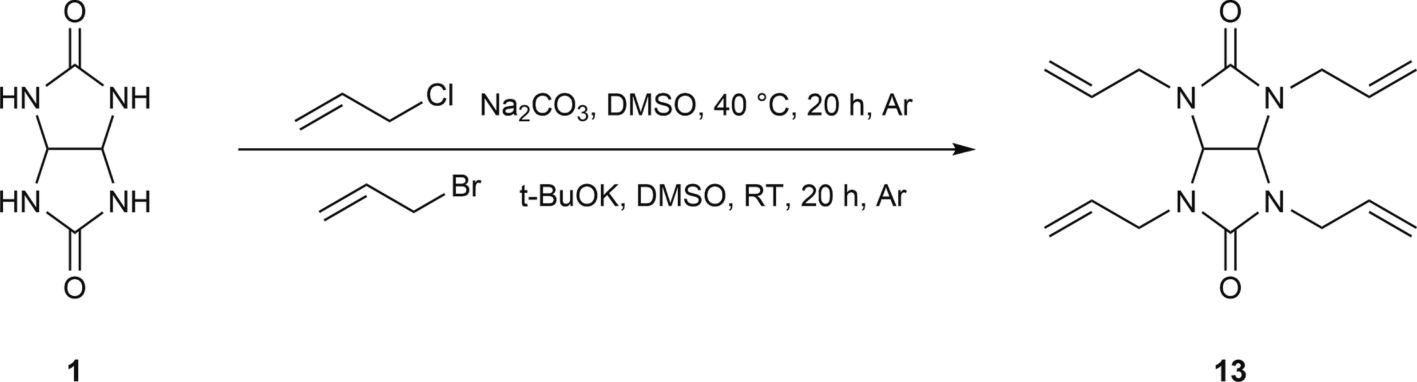 O
HN NH
HN NH
O
1
Cl Na₂CO₃, DMSO, 40 °C, 20 h, Ar
Br t-BuOK, DMSO, RT, 20 h, Ar
O
N N
N N
O
13